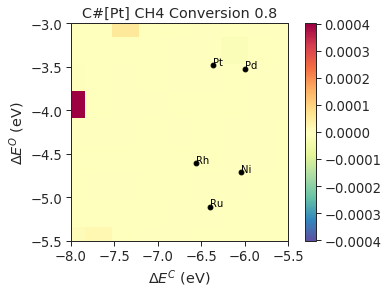 C#[Pt] CH4 Conversion 0.8
−3.0
−3.5
−4.0
−4.5
−5.0
−5.5
ΔE^O (eV)
Pt
Pd
Rh
Ni
Ru
−8.0 −7.5 −7.0 −6.5 −6.0 −5.5
ΔE^C (eV)
0.0004
0.0003
0.0002
0.0001
0.0000
−0.0001
−0.0002
−0.0003
−0.0004